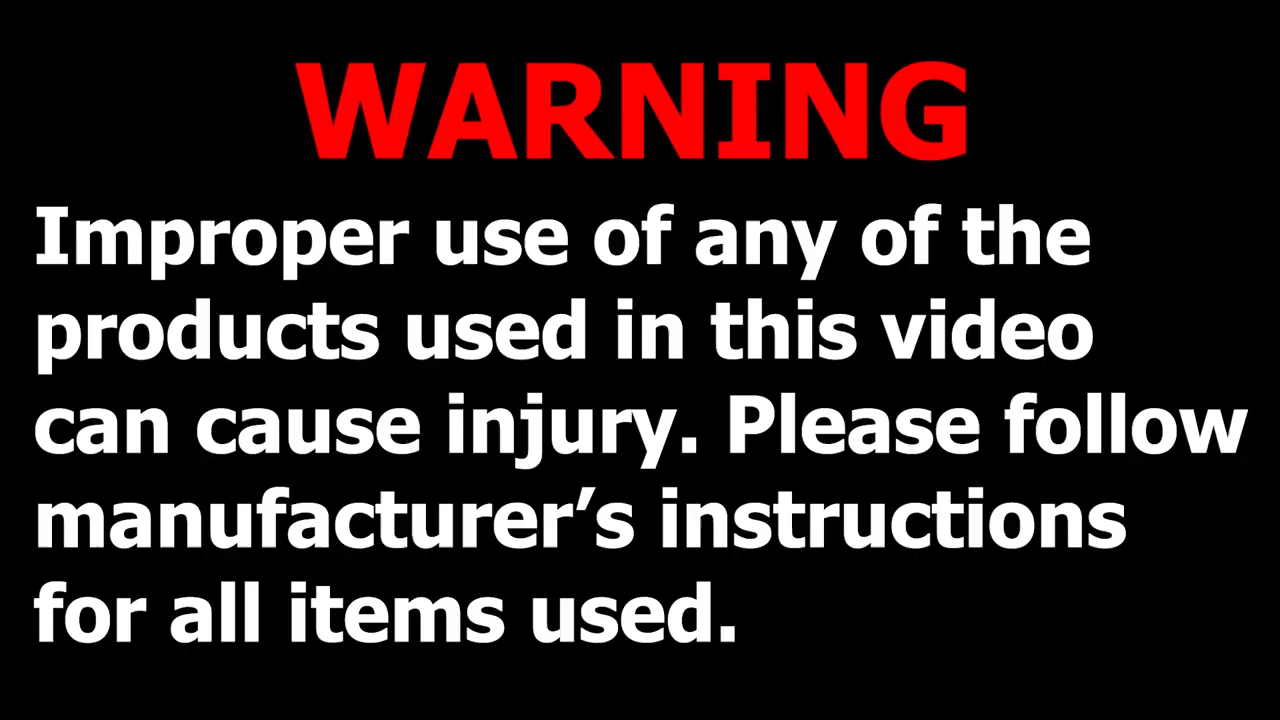 WARNING
Improper use of any of the
products used in this video
can cause injury. Please follow
manufacturer’s instructions
for all items used.